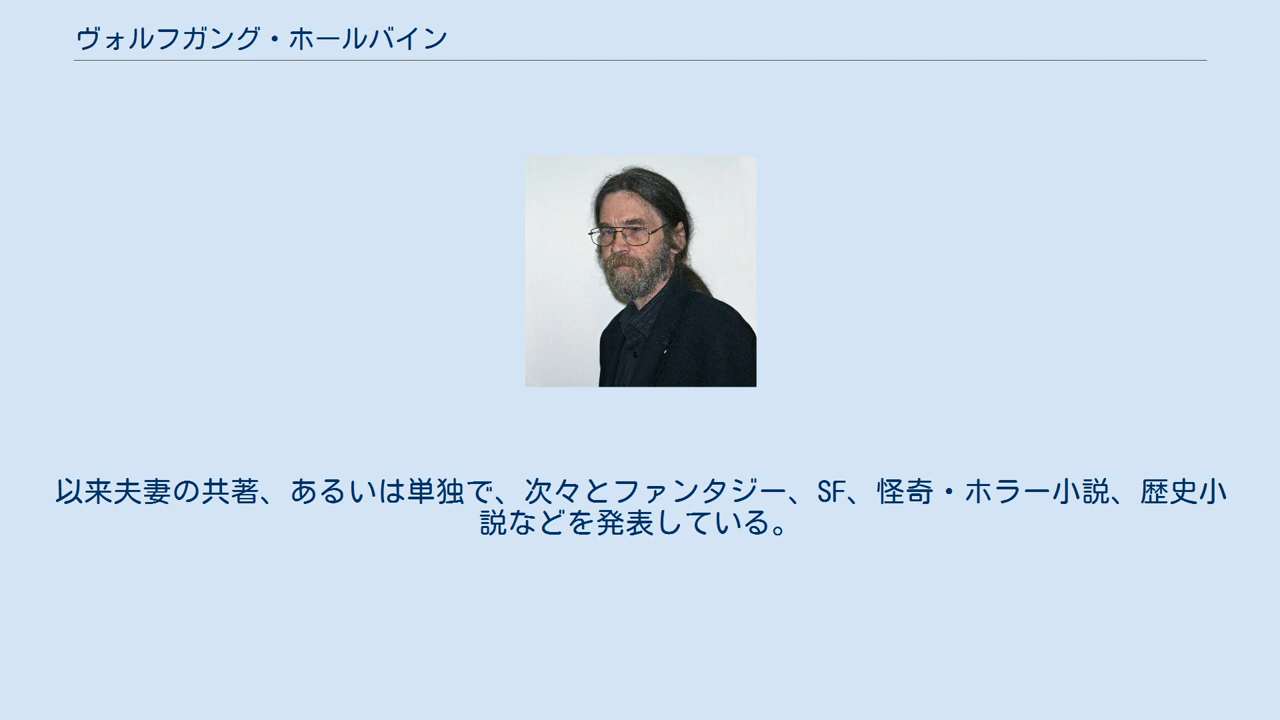 ヴォルフガング・ホールバイン
以来夫妻の共著、あるいは単独で、次々とファンタジー、SF、怪奇・ホラー小説、歴史小
説などを発表している。